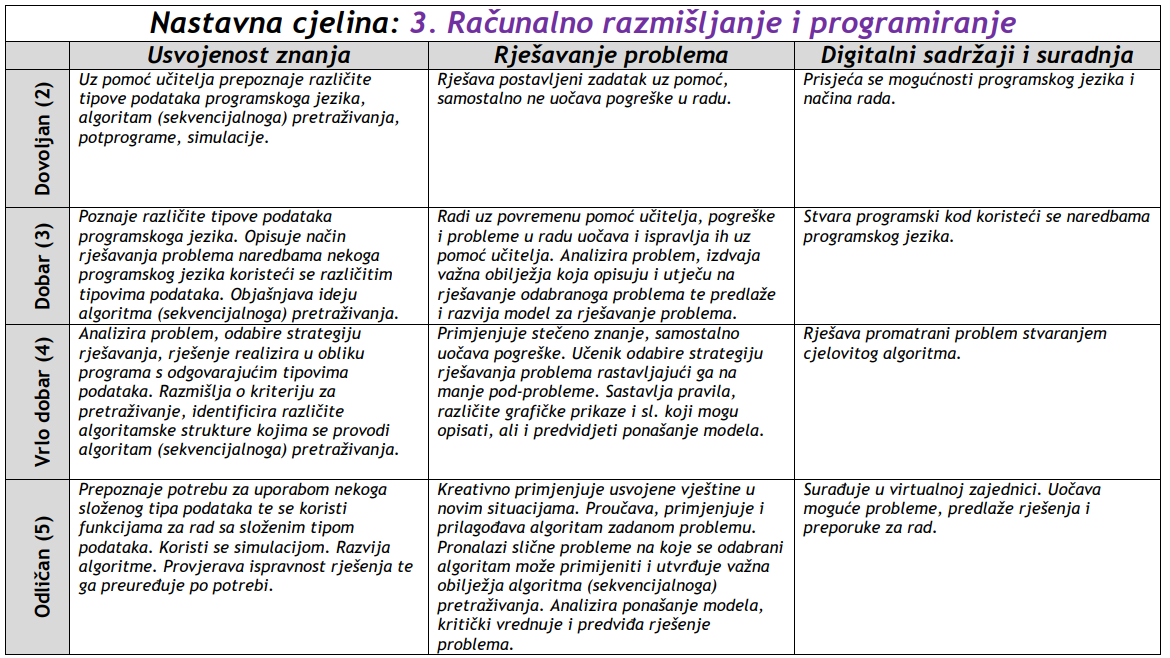 Nastavna cjelina: 3. Računalno razmišljanje i programiranje
Usvojenost znanja
Rješavanje problema
Digitalni sadržaji i suradnja
Dovoljan (2)
Uz pomoć učitelja prepoznaje različite
tipove podataka programskoga jezika,
algoritam (sekvencijalnoga) pretraživanja,
potprograme, simulacije.
Rješava postavljeni zadatak uz pomoć,
samostalno ne uočava pogreške u radu.
Prisjeća se mogućnosti programskog jezika i
načina rada.
Dobar (3)
Poznaje različite tipove podataka
programskoga jezika. Opisuje način
rješavanja problema naredbama nekoga
programskog jezika koristeći se različitim
tipovima podataka. Objašnjava ideju
algoritma (sekvencijalnoga) pretraživanja.
Radi uz povremenu pomoć učitelja, pogreške
i probleme u radu uočava i ispravlja ih uz
pomoć učitelja. Analizira problem, izdvaja
važna obilježja koja opisuju i utječu na
rješavanje odabranoga problema te predlaže
i razvija model za rješavanje problema.
Stvara programski kod koristeći se naredbama
programskog jezika.
Vrlo dobar (4)
Analizira problem, odabire strategiju
rješavanja, rješenje realizira u obliku
programa s odgovarajućim tipovima
podataka. Razmišlja o kriteriju za
pretraživanje, identificira različite
algoritamske strukture kojima se provodi
algoritam (sekvencijalnoga) pretraživanja.
Primjenjuje stečeno znanje, samostalno
uočava pogreške. Učenik odabire strategiju
rješavanja problema rastavljajući ga na
manje pod-probleme. Sastavlja pravila,
različite grafičke prikaze i sl. koji mogu
opisati, ali i predvidjeti ponašanje modela.
Rješava promatrani problem stvaranjem
cjelovitog algoritma.
Odličan (5)
Prepoznaje potrebu za uporabom nekoga
složenog tipa podataka te se koristi
funkcijama za rad sa složenim tipom
podataka. Koristi se simulacijom. Razvija
algoritme. Provjerava ispravnost rješenja te
ga preuređuje po potrebi.
Kreativno primjenjuje usvojene vještine u
novim situacijama. Proučava, primjenjuje i
prilagođava algoritam zadanom problemu.
Pronalazi slične probleme na koje se odabrani
algoritam može primijeniti i utvrđuje važna
obilježja algoritma (sekvencijalnoga)
pretraživanja. Analizira ponašanje modela,
kritički vrednuje i predviđa rješenje
problema.
Surađuje u virtualnoj zajednici. Uočava
moguće probleme, predlaže rješenja i
preporuke za rad.